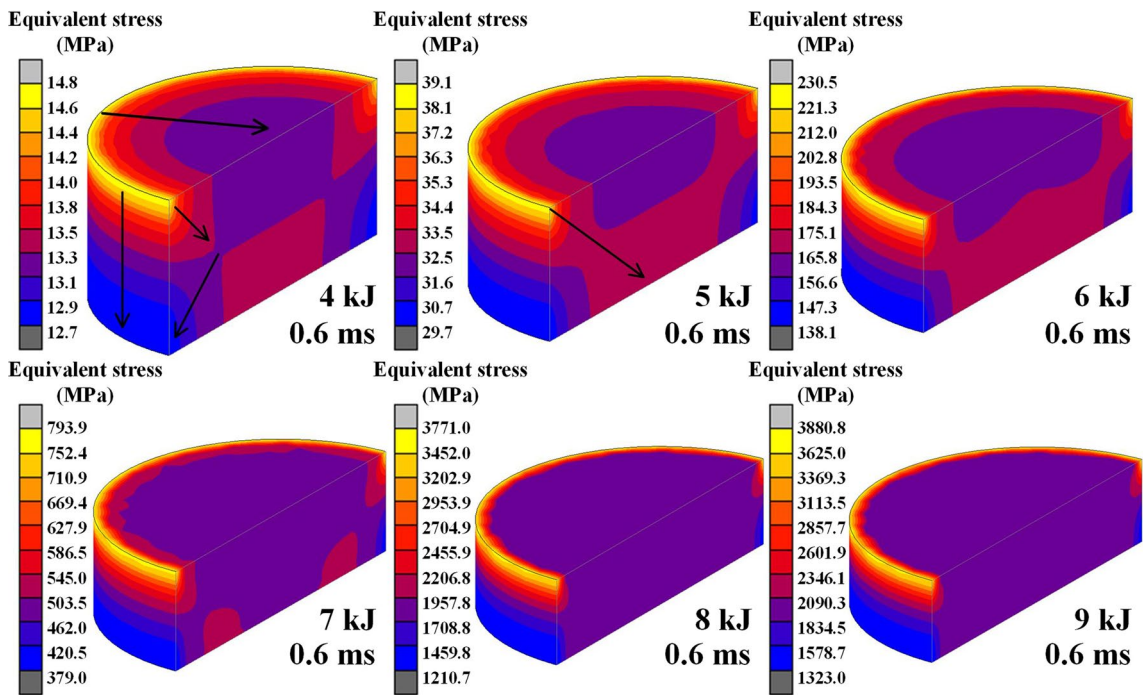 Equivalent stress
(MPa)
14.8
14.6
14.4
14.2
14.0
13.8
13.5
13.3
13.1
12.9
12.7
4 kJ
0.6 ms
Equivalent stress
(MPa)
39.1
38.1
37.2
36.3
35.3
34.4
33.5
32.5
31.6
30.7
29.7
5 kJ
0.6 ms
Equivalent stress
(MPa)
230.5
221.3
212.0
202.8
193.5
184.3
175.1
165.8
156.6
147.3
138.1
6 kJ
0.6 ms
Equivalent stress
(MPa)
793.9
752.4
710.9
669.4
627.9
586.5
545.0
503.5
462.0
420.5
379.0
7 kJ
0.6 ms
Equivalent stress
(MPa)
3771.0
3452.0
3202.9
2953.9
2704.9
2455.9
2206.8
1957.8
1708.8
1459.8
1210.7
8 kJ
0.6 ms
Equivalent stress
(MPa)
3880.8
3625.0
3369.3
3113.5
2857.7
2601.9
2346.1
2090.3
1834.5
1578.7
1323.0
9 kJ
0.6 ms